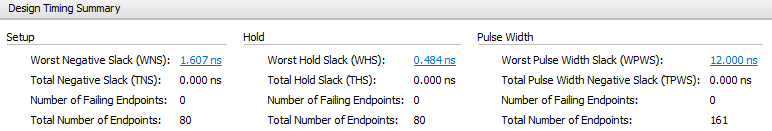 Design Timing Summary
Setup Hold Pulse Width
Worst Negative Slack (WNS): 1.607 ns Worst Hold Slack (WHS): 0.484 ns Worst Pulse Width Slack (WPWS): 12.000 ns
Total Negative Slack (TNS): 0.000 ns Total Hold Slack (THS): 0.000 ns Total Pulse Width Negative Slack (TPWS): 0.000 ns
Number of Failing Endpoints: 0 Number of Failing Endpoints: 0 Number of Failing Endpoints: 0
Total Number of Endpoints: 80 Total Number of Endpoints: 80 Total Number of Endpoints: 161